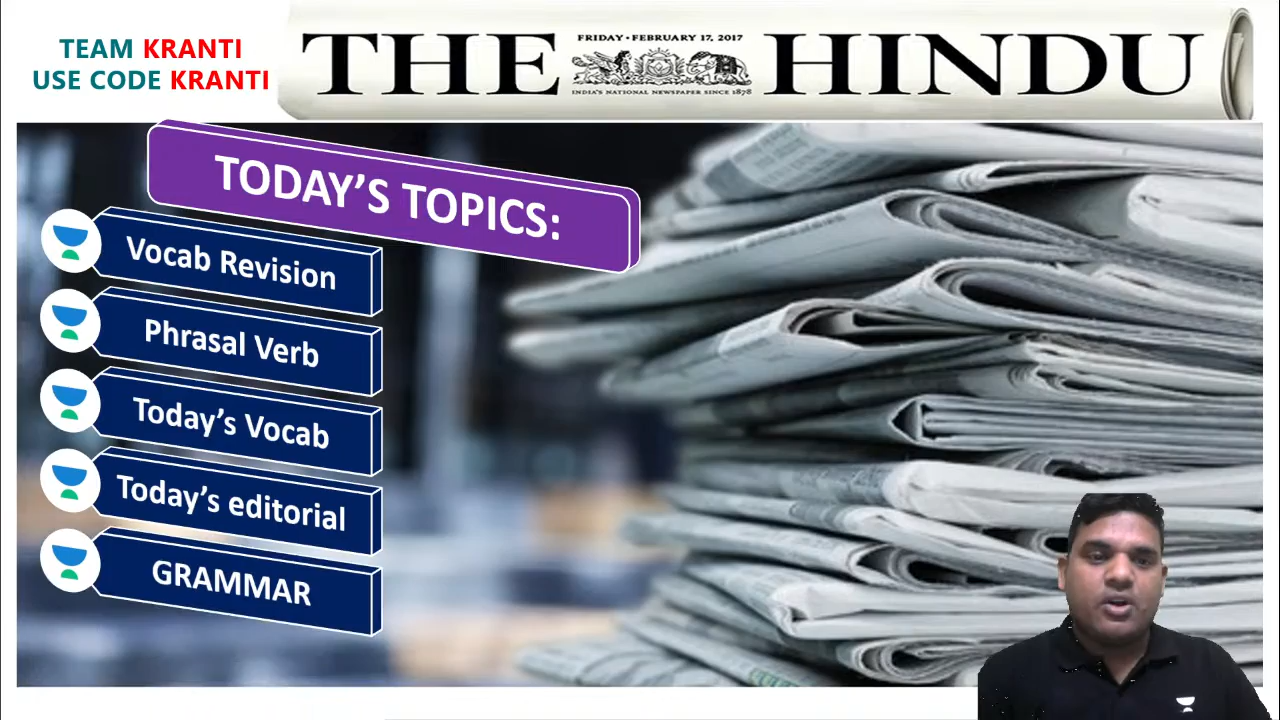 TEAM KRANTI
USE CODE KRANTI
THE HINDU
FRIDAY • FEBRUARY 17, 2017
INDIA'S NATIONAL NEWSPAPER SINCE 1878
TODAY'S TOPICS:
Vocab Revision
Phrasal Verb
Today's Vocab
Today's editorial
GRAMMAR